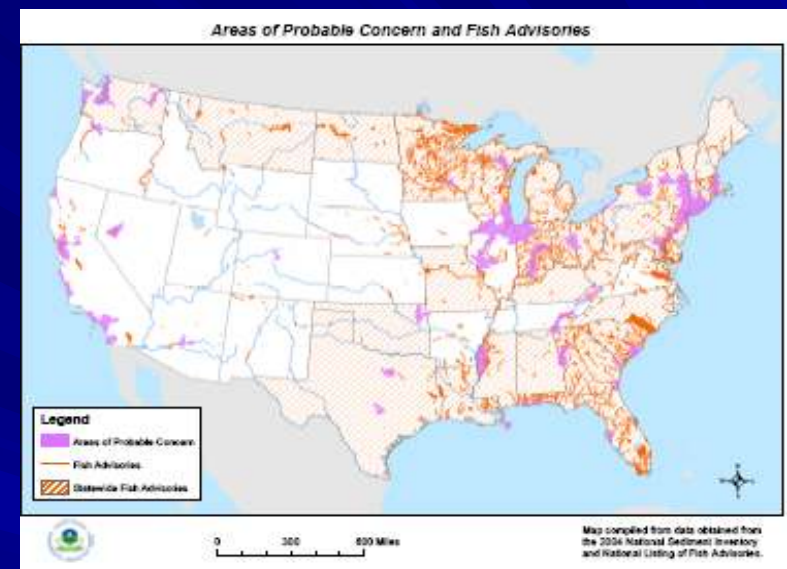 Areas of Probable Concern and Fish Advisories
Legend
Areas of Probable Concern
Fish Advisories
Statewide Fish Advisories
0 300 600 Miles
Map compiled from data obtained from
the 2004 National Sediment Inventory
and National Listing of Fish Advisories.